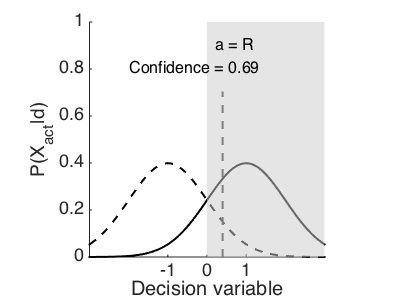 1
a = R
0.8
Confidence = 0.69
0.6
P(X_act|d)
0.4
0.2
0
-1 0 1
Decision variable